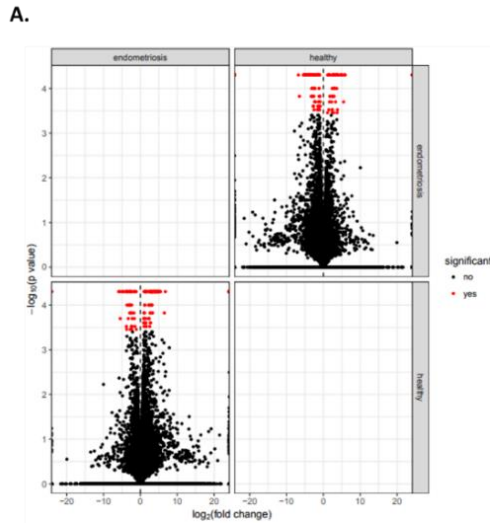 A.
endometriosis healthy
4
3
2
1
0
endometriosis
significant
no
yes
4
3
2
1
0
healthy
−log10(p value)
−20 −10 0 10 20 −20 −10 0 10 20
log2(fold change)